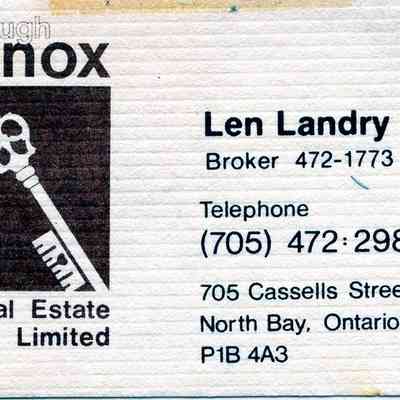 ugh
nox
al Estate
Limited
Len Landry
Broker 472-1773
Telephone
(705) 472-298
705 Cassells Stree
North Bay, Ontario
P1B 4A3